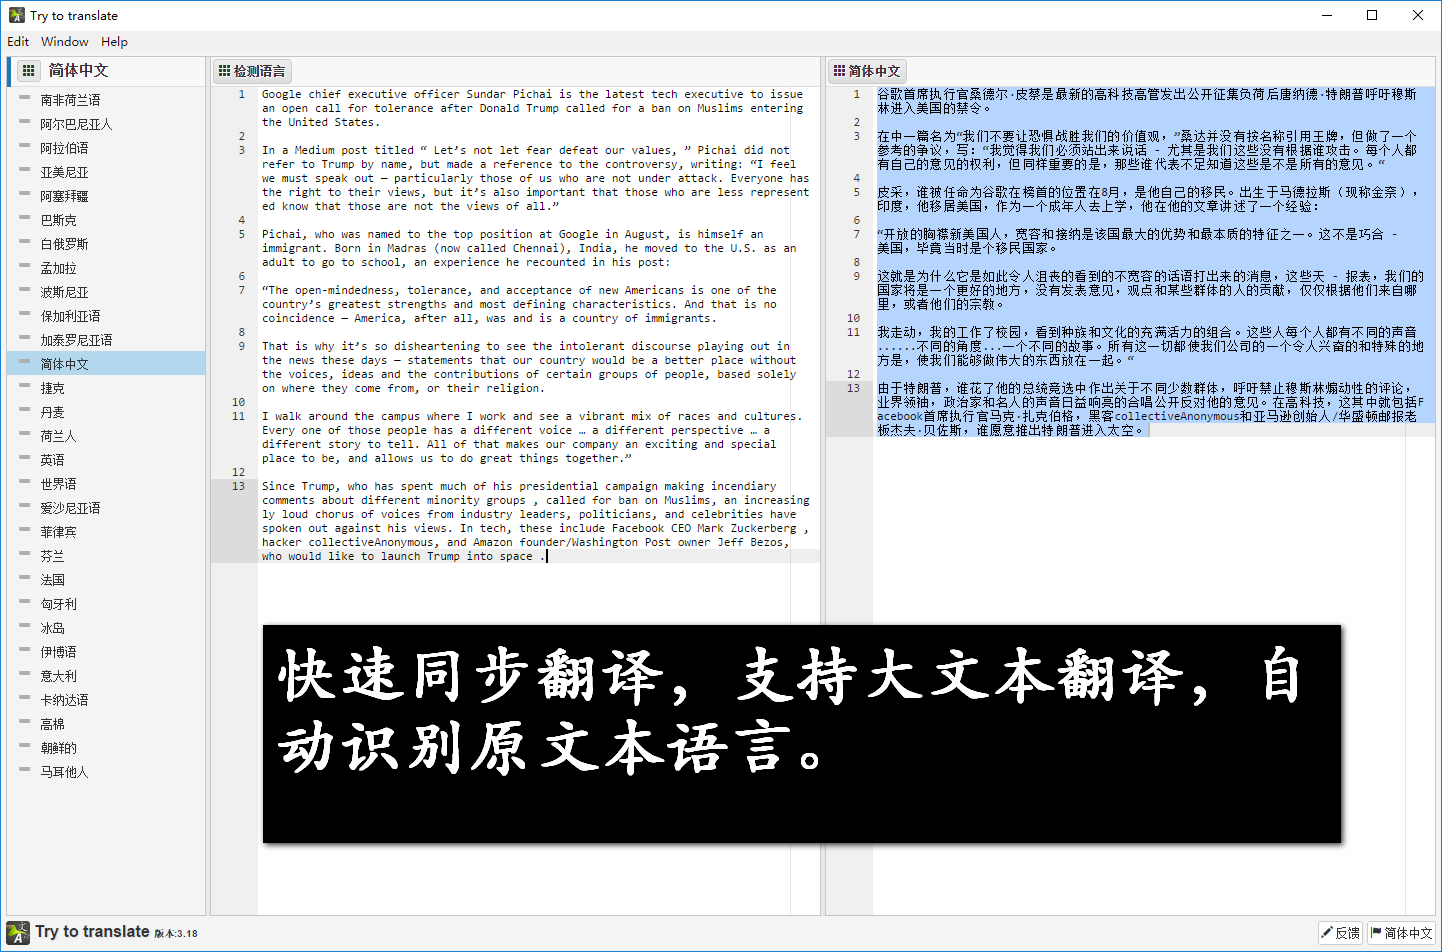 Try to translate
Edit Window Help
简体中文
南非荷兰语
阿尔巴尼亚人
阿拉伯语
亚美尼亚
阿塞拜疆
巴斯克
白俄罗斯
孟加拉
波斯尼亚
保加利亚语
加泰罗尼亚语
简体中文
捷克
丹麦
荷兰人
英语
世界语
爱沙尼亚语
菲律宾
芬兰
法国
匈牙利
冰岛
伊博语
意大利
卡纳达语
高棉
朝鲜的
马耳他人
检测语言
1 Google chief executive officer Sundar Pichai is the latest tech executive to issue
an open call for tolerance after Donald Trump called for a ban on Muslims entering
the United States.
2
3 In a Medium post titled “ Let’s not let fear defeat our values, ” Pichai did not
refer to Trump by name, but made a reference to the controversy, writing: “I feel
we must speak out — particularly those of us who are not under attack. Everyone has
the right to their views, but it’s also important that those who are less represent
ed know that those are not the views of all.”
4
5 Pichai, who was named to the top position at Google in August, is himself an
immigrant. Born in Madras (now called Chennai), India, he moved to the U.S. as an
adult to go to school, an experience he recounted in his post:
6
7 “The open-mindedness, tolerance, and acceptance of new Americans is one of the
country’s greatest strengths and most defining characteristics. And that is no
coincidence — America, after all, was and is a country of immigrants.
8
9 That is why it’s so disheartening to see the intolerant discourse playing out in
the news these days — statements that our country would be a better place without
the voices, ideas and the contributions of certain groups of people, based solely
on where they come from, or their religion.
10
11 I walk around the campus where I work and see a vibrant mix of races and cultures.
Every one of those people has a different voice … a different perspective … a
different story to tell. All of that makes our company an exciting and special
place to be, and allows us to do great things together.”
12
13 Since Trump, who has spent much of his presidential campaign making incendiary
comments about different minority groups , called for ban on Muslims, an increasing
ly loud chorus of voices from industry leaders, politicians, and celebrities have
spoken out against his views. In tech, these include Facebook CEO Mark Zuckerberg ,
hacker collectiveAnonymous, and Amazon founder/Washington Post owner Jeff Bezos,
who would like to launch Trump into space .
简体中文
1 谷歌首席执行官桑德尔·皮蔡是最新的高科技高管发出公开征集负荷后唐纳德·特朗普呼吁穆斯
林进入美国的禁令。
2
3 在中一篇名为“我们不要让恐惧战胜我们的价值观，”桑达并没有按名称引用王牌，但做了一个
参考的争议，写：“我觉得我们必须站出来说话 - 尤其是我们这些没有根据谁攻击。每个人都
有自己的意见的权利，但同样重要的是，那些谁代表不足知道这些是不是所有的意见。“
4
5 皮采，谁被任命为谷歌在榜首的位置在8月，是他自己的移民。出生于马德拉斯（现称金奈），
印度，他移居美国，作为一个成年人去上学，他在他的文章讲述了一个经验：
6
7 “开放的胸襟新美国人，宽容和接纳是该国最大的优势和最本质的特征之一。这不是巧合 -
美国，毕竟当时是个移民国家。
8
9 这就是为什么它是如此令人沮丧的看到的不宽容的话语打出来的消息，这些天 - 报表，我们的
国家将是一个更好的地方，没有发表意见，观点和某些群体的人的贡献，仅仅根据他们来自哪
里，或者他们的宗教。
10
11 我走动，我的工作了校园，看到种族和文化的充满活力的组合。这些人每个人都有不同的声音
......不同的角度...一个不同的故事。所有这一切都使我们公司的一个令人兴奋的和特殊的地
方是，使我们能够做伟大的东西放在一起。“
12
13 由于特朗普，谁花了他的总统竞选中作出关于不同少数群体，呼吁禁止穆斯林煽动性的评论，
业界领袖，政治家和名人的声音日益响亮的合唱公开反对他的意见。在高科技，这其中就包括F
acebook首席执行官马克·扎克伯格，黑客collectiveAnonymous和亚马逊创始人/华盛顿邮报老
板杰夫·贝佐斯，谁愿意推出特朗普进入太空。
快速同步翻译，支持大文本翻译，自
动识别原文本语言。
Try to translate 版本:3.18
反馈
简体中文